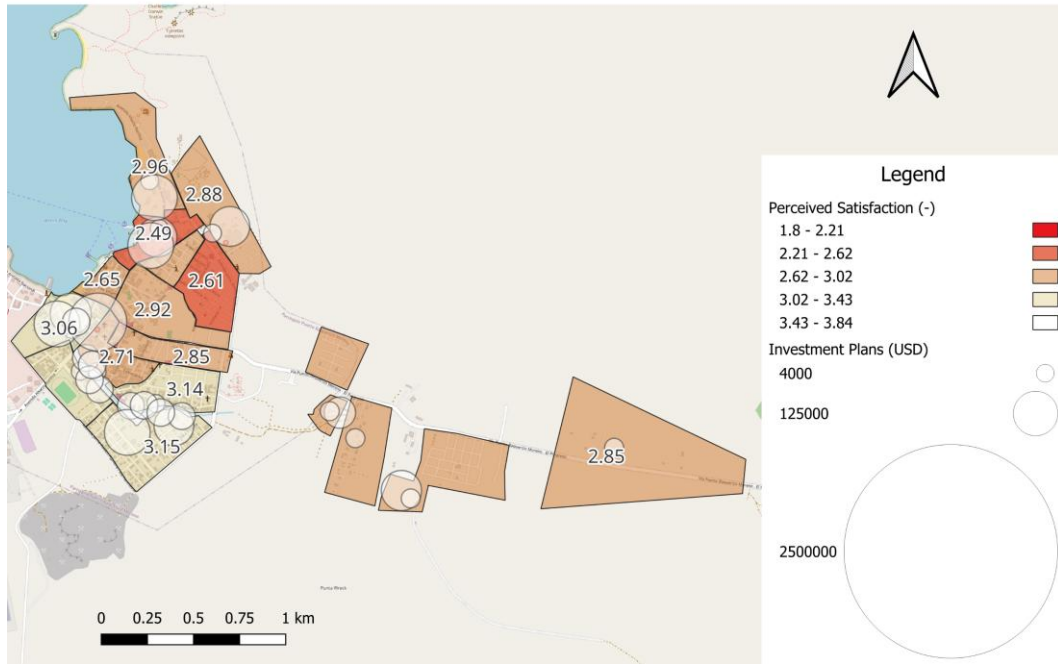 2.96
2.88
2.49
2.61
2.65
2.92
3.06
2.71
2.85
3.14
3.15
2.85
0 0.25 0.5 0.75 1 km
Legend
Perceived Satisfaction (-)
1.8 - 2.21
2.21 - 2.62
2.62 - 3.02
3.02 - 3.43
3.43 - 3.84
Investment Plans (USD)
4000
125000
2500000